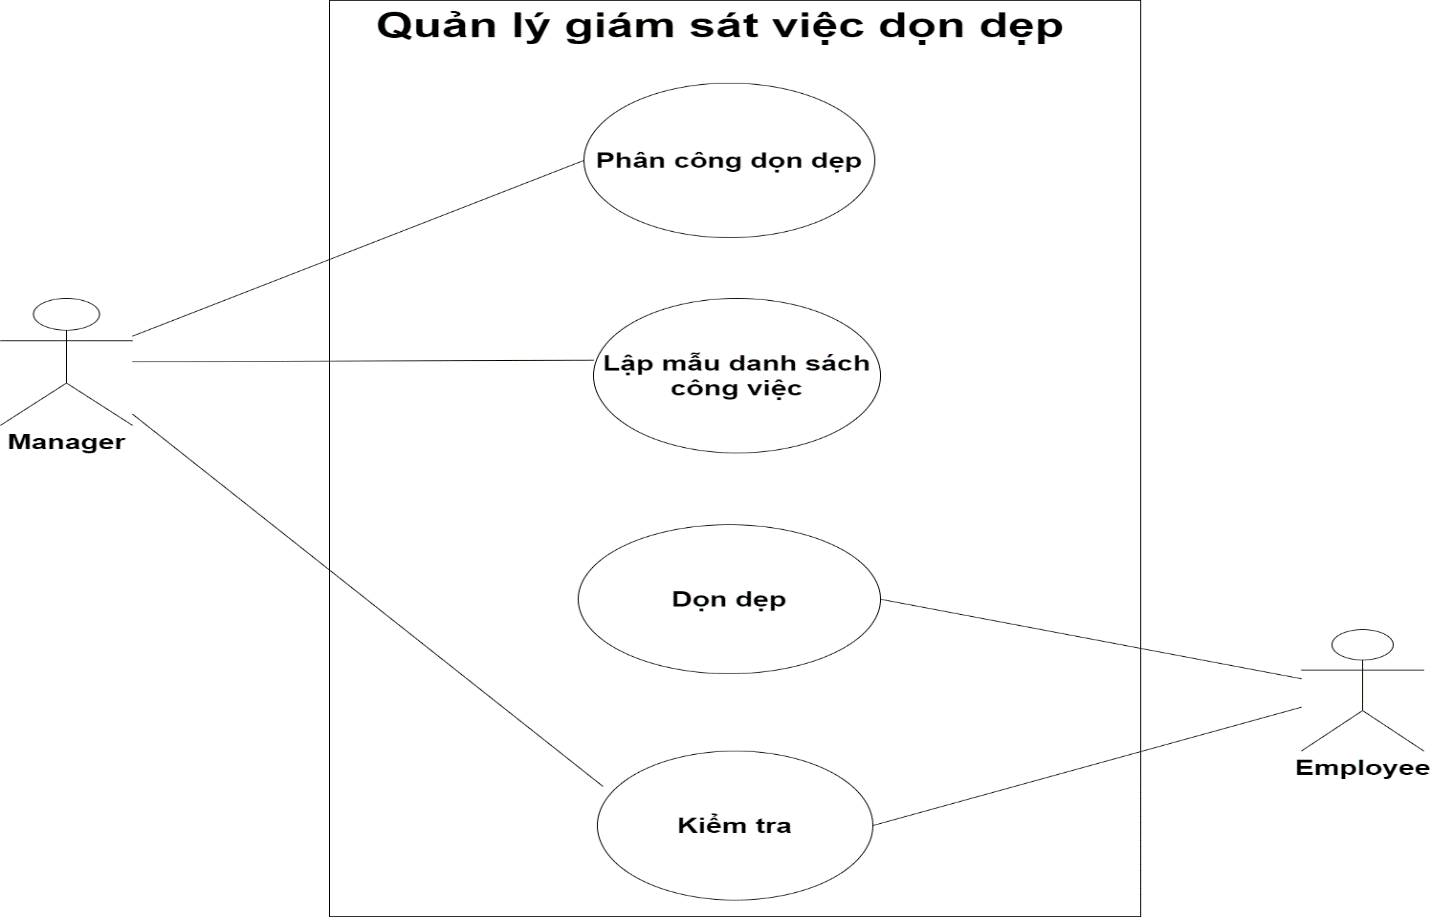 Quản lý giám sát việc dọn dẹp
Phân công dọn dẹp
Lập mẫu danh sách
công việc
Manager
Dọn dẹp
Employee
Kiểm tra